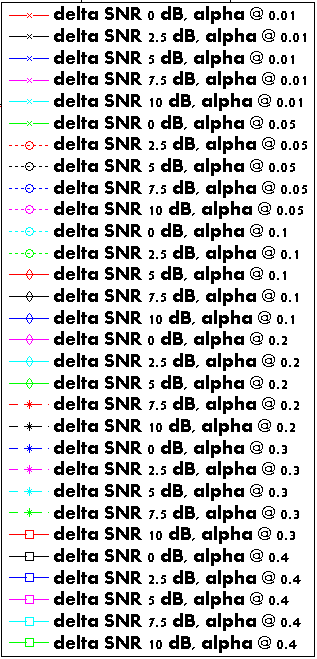 delta SNR 0 dB, alpha @ 0.01
delta SNR 2.5 dB, alpha @ 0.01
delta SNR 5 dB, alpha @ 0.01
delta SNR 7.5 dB, alpha @ 0.01
delta SNR 10 dB, alpha @ 0.01
delta SNR 0 dB, alpha @ 0.05
delta SNR 2.5 dB, alpha @ 0.05
delta SNR 5 dB, alpha @ 0.05
delta SNR 7.5 dB, alpha @ 0.05
delta SNR 10 dB, alpha @ 0.05
delta SNR 0 dB, alpha @ 0.1
delta SNR 2.5 dB, alpha @ 0.1
delta SNR 5 dB, alpha @ 0.1
delta SNR 7.5 dB, alpha @ 0.1
delta SNR 10 dB, alpha @ 0.1
delta SNR 0 dB, alpha @ 0.2
delta SNR 2.5 dB, alpha @ 0.2
delta SNR 5 dB, alpha @ 0.2
delta SNR 7.5 dB, alpha @ 0.2
delta SNR 10 dB, alpha @ 0.2
delta SNR 0 dB, alpha @ 0.3
delta SNR 2.5 dB, alpha @ 0.3
delta SNR 5 dB, alpha @ 0.3
delta SNR 7.5 dB, alpha @ 0.3
delta SNR 10 dB, alpha @ 0.3
delta SNR 0 dB, alpha @ 0.4
delta SNR 2.5 dB, alpha @ 0.4
delta SNR 5 dB, alpha @ 0.4
delta SNR 7.5 dB, alpha @ 0.4
delta SNR 10 dB, alpha @ 0.4